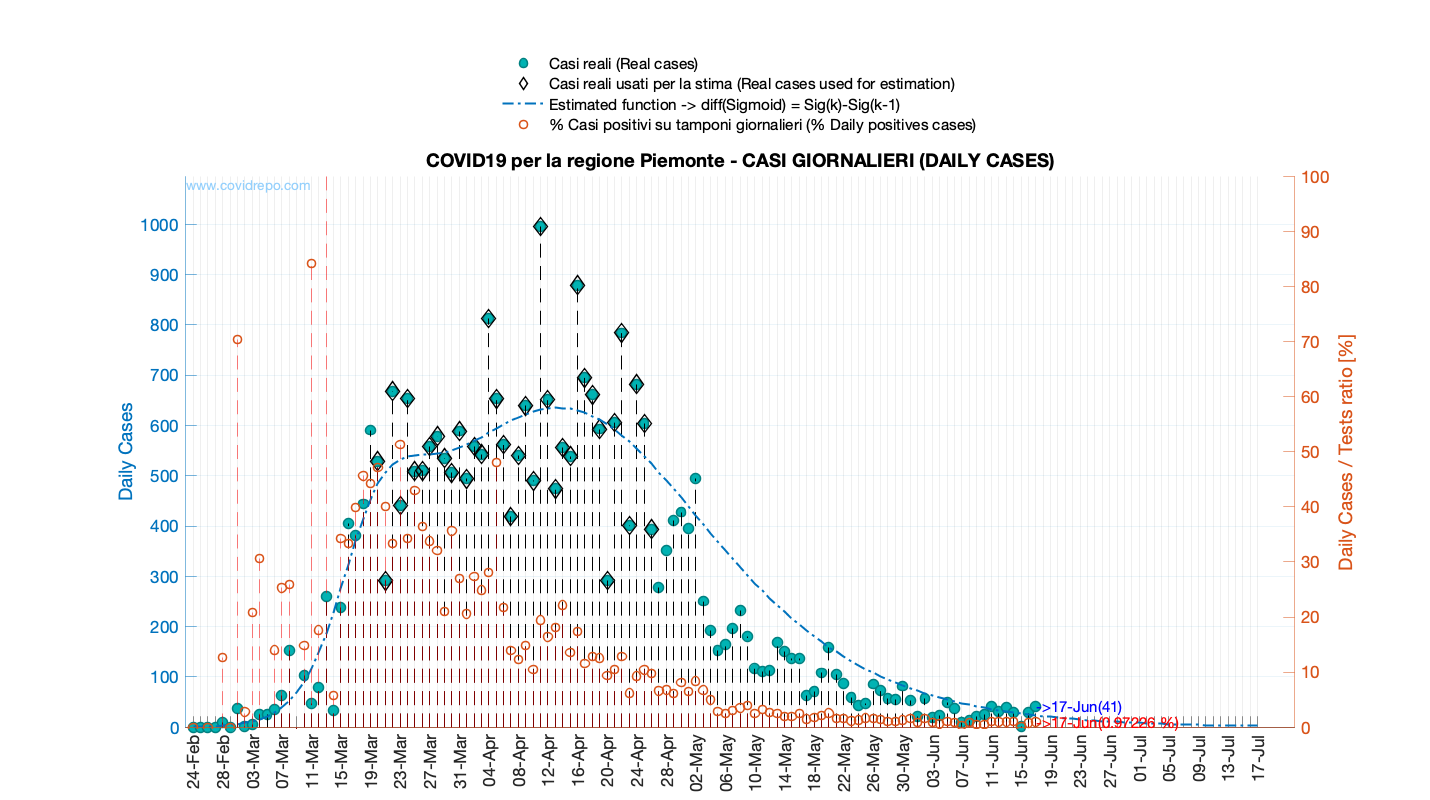 Casi reali (Real cases)
Casi reali usati per la stima (Real cases used for estimation)
Estimated function -> diff(Sigmoid) = Sig(k)-Sig(k-1)
% Casi positivi su tamponi giornalieri (% Daily positives cases)
COVID19 per la regione Piemonte - CASI GIORNALIERI (DAILY CASES)
www.covidrepo.com
Daily Cases
1000
900
800
700
600
500
400
300
200
100
0
100
90
80
70
60
50
40
30
20
10
0
Daily Cases / Tests ratio [%]
>17-Jun(41)
>17-Jun(0.97226 %)
24-Feb
28-Feb
03-Mar
07-Mar
11-Mar
15-Mar
19-Mar
23-Mar
27-Mar
31-Mar
04-Apr
08-Apr
12-Apr
16-Apr
20-Apr
24-Apr
28-Apr
02-May
06-May
10-May
14-May
18-May
22-May
26-May
30-May
03-Jun
07-Jun
11-Jun
15-Jun
19-Jun
23-Jun
27-Jun
01-Jul
05-Jul
09-Jul
13-Jul
17-Jul